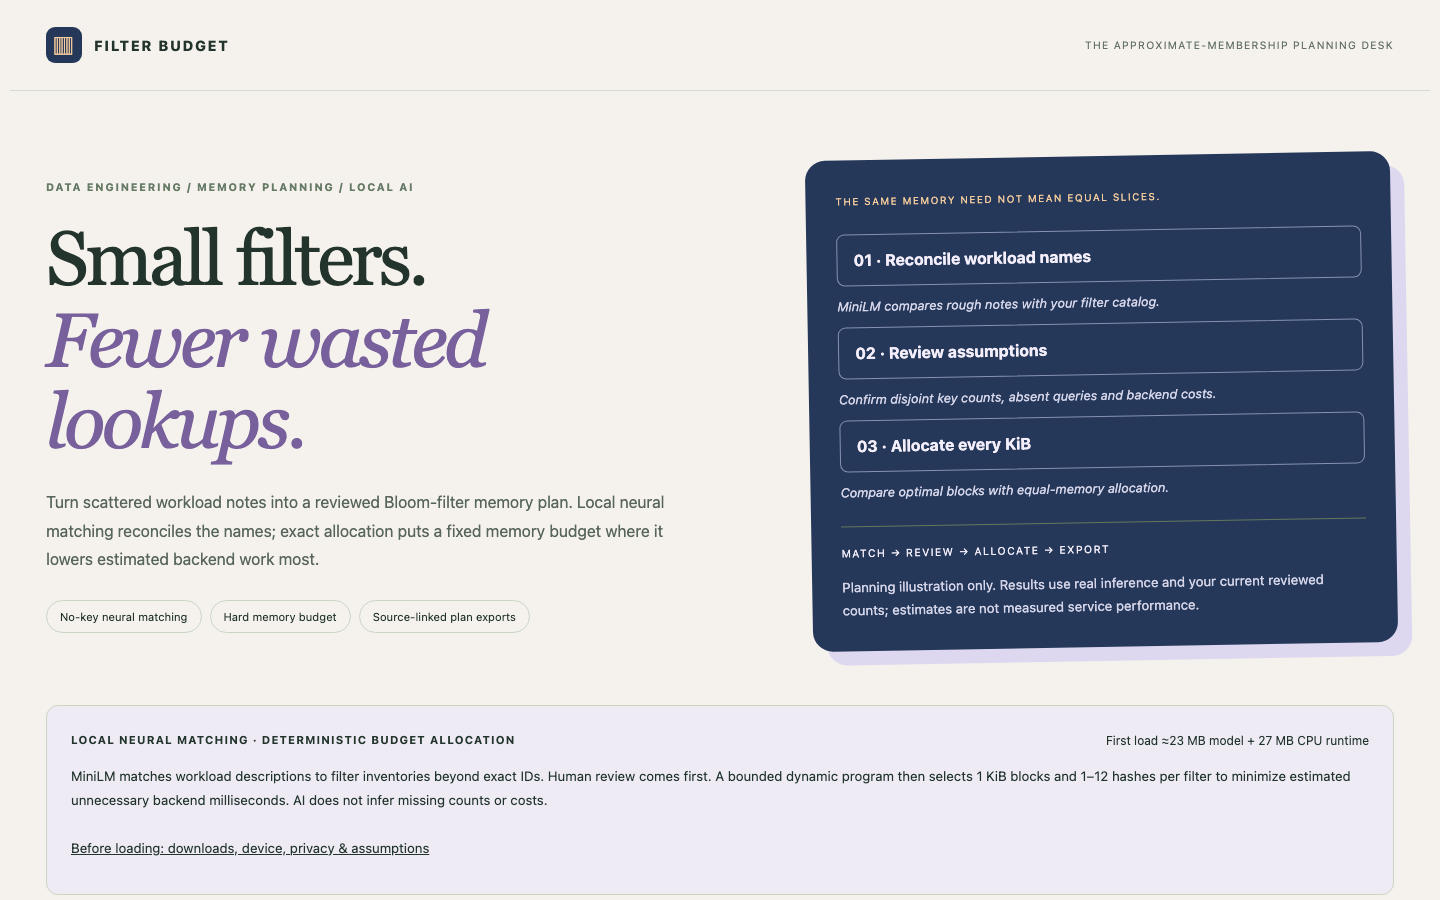 FILTER BUDGET
THE APPROXIMATE-MEMBERSHIP PLANNING DESK
DATA ENGINEERING / MEMORY PLANNING / LOCAL AI
Small filters.
Fewer wasted
lookups.
Turn scattered workload notes into a reviewed Bloom-filter memory plan. Local neural
matching reconciles the names; exact allocation puts a fixed memory budget where it
lowers estimated backend work most.
No-key neural matching
Hard memory budget
Source-linked plan exports
THE SAME MEMORY NEED NOT MEAN EQUAL SLICES.
01 · Reconcile workload names
MiniLM compares rough notes with your filter catalog.
02 · Review assumptions
Confirm disjoint key counts, absent queries and backend costs.
03 · Allocate every KiB
Compare optimal blocks with equal-memory allocation.
MATCH → REVIEW → ALLOCATE → EXPORT
Planning illustration only. Results use real inference and your current reviewed
counts; estimates are not measured service performance.
LOCAL NEURAL MATCHING · DETERMINISTIC BUDGET ALLOCATION
First load ≈23 MB model + 27 MB CPU runtime
MiniLM matches workload descriptions to filter inventories beyond exact IDs. Human review comes first. A bounded dynamic program then selects 1 KiB blocks and 1–12 hashes per filter to minimize estimated
unnecessary backend milliseconds. AI does not infer missing counts or costs.
Before loading: downloads, device, privacy & assumptions